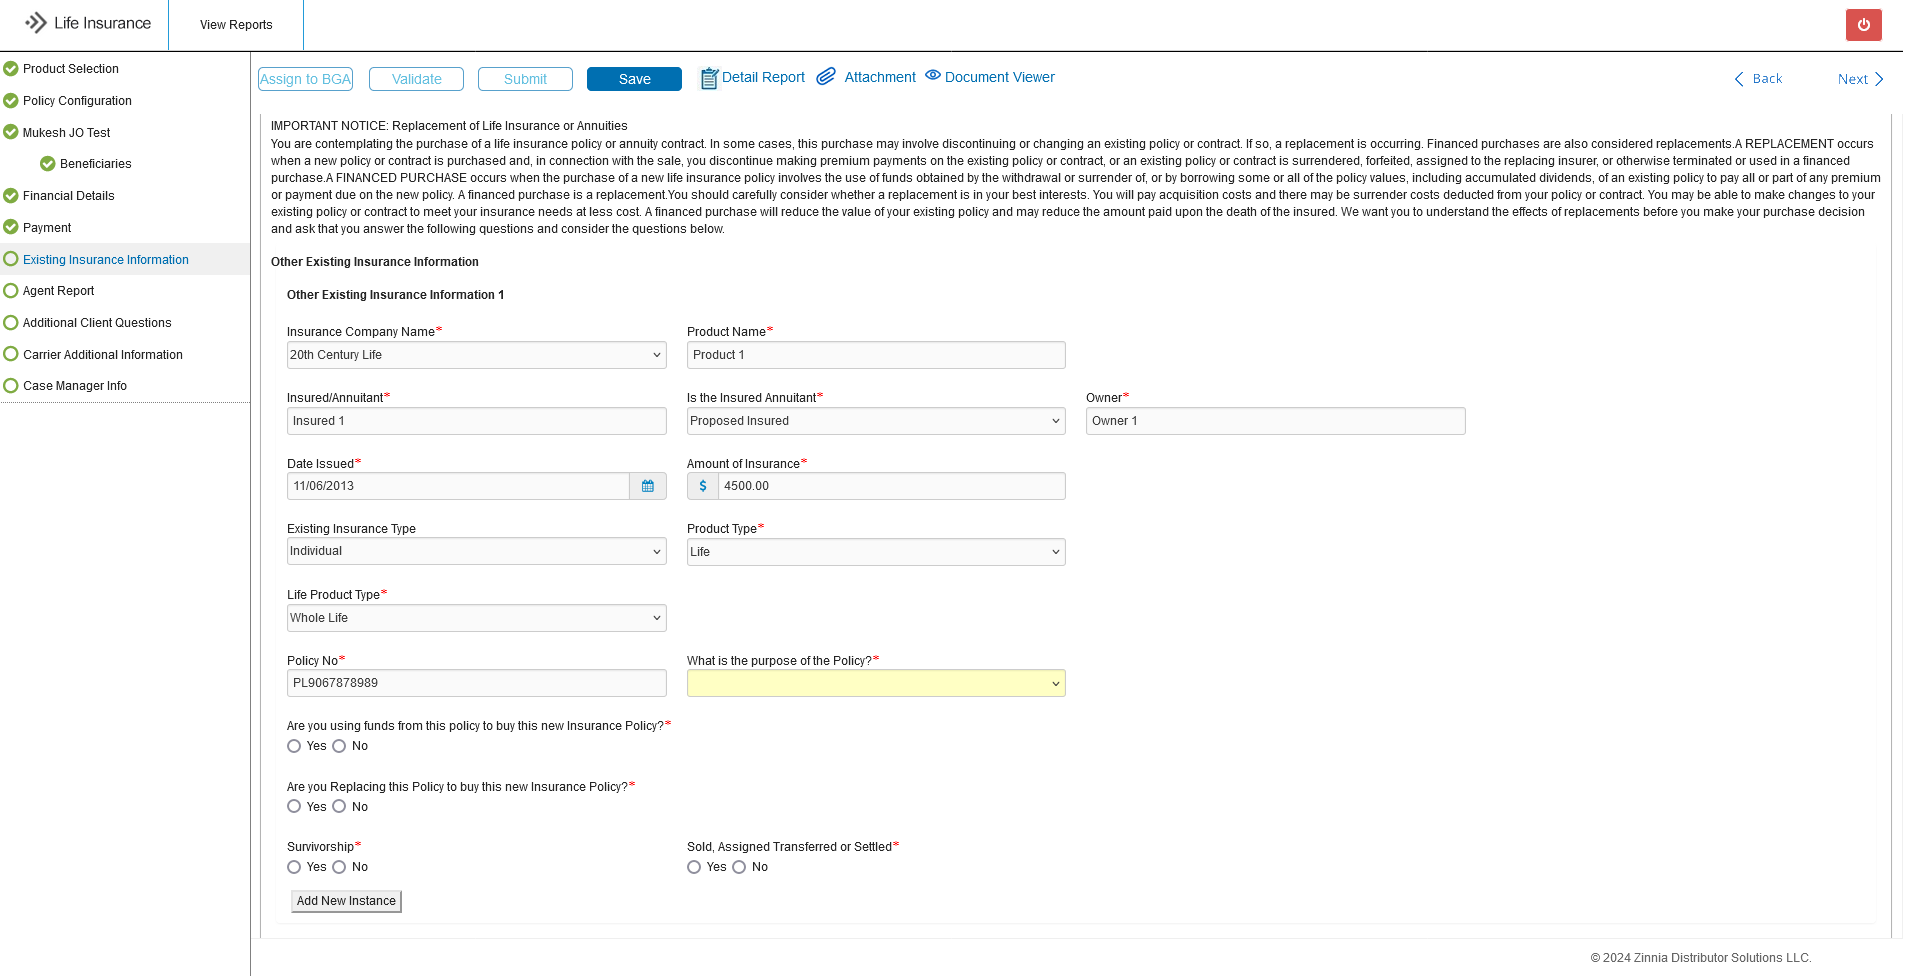 Life Insurance
View Reports
Product Selection
Policy Configuration
Mukesh JO Test
Beneficiaries
Financial Details
Payment
Existing Insurance Information
Agent Report
Additional Client Questions
Carrier Additional Information
Case Manager Info
Assign to BGA Validate Submit Save Detail Report Attachment Document Viewer Back Next
IMPORTANT NOTICE: Replacement of Life Insurance or Annuities
You are contemplating the purchase of a life insurance policy or annuity contract. In some cases, this purchase may involve discontinuing or changing an existing policy or contract. If so, a replacement is occurring. Financed purchases are also considered replacements.A REPLACEMENT occurs
when a new policy or contract is purchased and, in connection with the sale, you discontinue making premium payments on the existing policy or contract, or an existing policy or contract is surrendered, forfeited, assigned to the replacing insurer, or otherwise terminated or used in a financed
purchase.A FINANCED PURCHASE occurs when the purchase of a new life insurance policy involves the use of funds obtained by the withdrawal or surrender of, or by borrowing some or all of the policy values, including accumulated dividends, of an existing policy to pay all or part of any premium
or payment due on the new policy. A financed purchase is a replacement.You should carefully consider whether a replacement is in your best interests. You will pay acquisition costs and there may be surrender costs deducted from your policy or contract. You may be able to make changes to your
existing policy or contract to meet your insurance needs at less cost. A financed purchase will reduce the value of your existing policy and may reduce the amount paid upon the death of the insured. We want you to understand the effects of replacements before you make your purchase decision
and ask that you answer the following questions and consider the questions below.
Other Existing Insurance Information
Other Existing Insurance Information 1
Insurance Company Name* Product Name*
20th Century Life Product 1
Insured/Annuitant* Is the Insured Annuitant* Owner*
Insured 1 Proposed Insured Owner 1
Date Issued* Amount of Insurance*
11/06/2013 $ 4500.00
Existing Insurance Type Product Type*
Individual Life
Life Product Type*
Whole Life
Policy No* What is the purpose of the Policy?*
PL9067878989
Are you using funds from this policy to buy this new Insurance Policy?*
Yes No
Are you Replacing this Policy to buy this new Insurance Policy?*
Yes No
Survivorship* Sold, Assigned Transferred or Settled*
Yes No Yes No
Add New Instance
© 2024 Zinnia Distributor Solutions LLC.